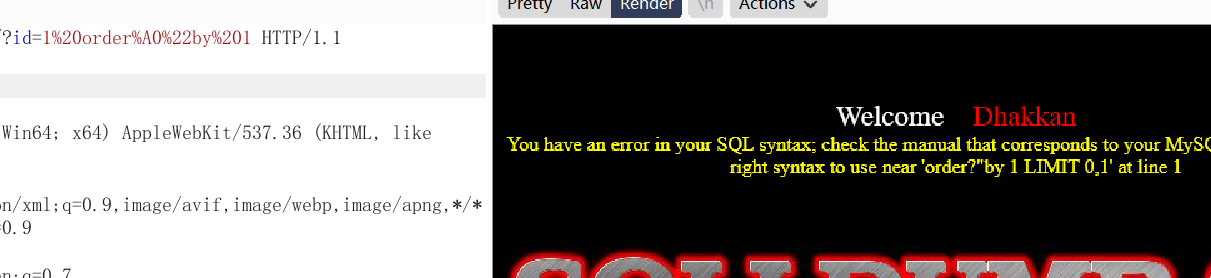 Pretty Raw Render \n Actions
?id=1%20order%A0%22by%201 HTTP/1.1
Win64; x64) AppleWebKit/537.36 (KHTML, like
on/xml;q=0.9,image/avif,image/webp,image/apng,*/*
=0.9
en;q=0.7
Welcome Dhakkan
You have an error in your SQL syntax; check the manual that corresponds to your MySQ
right syntax to use near 'order?"by 1 LIMIT 0,1' at line 1
SQLI DUMB